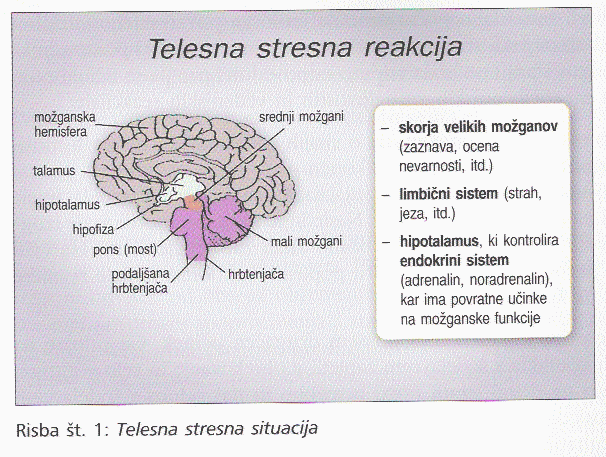 Telesna stresna reakcija
možganska
hemisfera
srednji možgani
talamus
hipotalamus
hipofiza
pons (most)
mali možgani
podaljšana
hrbtenjača
hrbtenjača
– skorja velikih možganov
(zaznava, ocena
nevarnosti, itd.)
– limbični sistem (strah,
jeza, itd.)
– hipotalamus, ki kontrolira
endokrini sistem
(adrenalin, noradrenalin),
kar ima povratne učinke
na možganske funkcije
Risba št. 1: Telesna stresna situacija